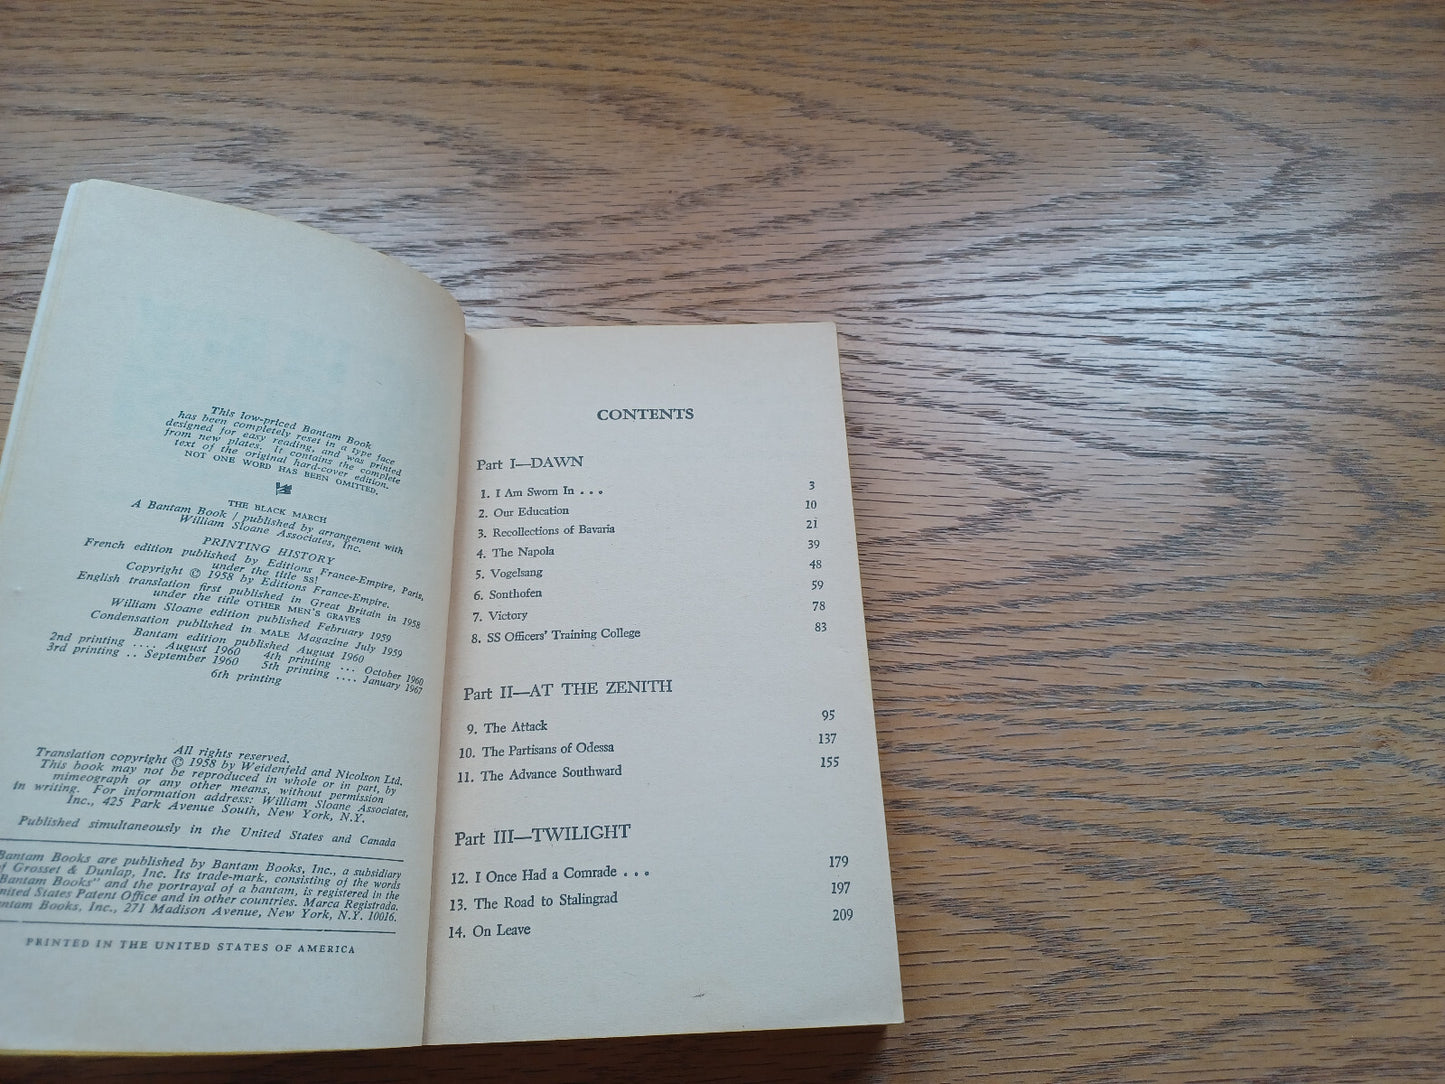 This low-priced Bantam Book
has been completely reset in a type face
designed for easy reading, and was printed
from new plates. It contains the complete
text of the original hard-cover edition.
NOT ONE WORD HAS BEEN OMITTED.
THE BLACK MARCH
A Bantam Book / published by arrangement with
William Sloane Associates, Inc.
PRINTING HISTORY
French edition published by Editions France-Empire, Paris,
under the title SS!
Copyright © 1958 by Editions France-Empire.
English translation first published in Great Britain in 1958
under the title OTHER MEN'S GRAVES
William Sloane edition published February 1959
Condensation published in MALE Magazine July 1959
Bantam edition published August 1960
2nd printing .... August 1960 4th printing ... October 1960
3rd printing .. September 1960 5th printing .... January 1967
6th printing
All rights reserved.
Translation copyright © 1958 by Weidenfeld and Nicolson Ltd.
This book may not be reproduced in whole or in part, by
mimeograph or any other means, without permission
in writing. For information address: William Sloane Associates,
Inc., 425 Park Avenue South, New York, N.Y.
Published simultaneously in the United States and Canada
Bantam Books are published by Bantam Books, Inc., a subsidiary
of Grosset & Dunlap, Inc. Its trade-mark, consisting of the words
"Bantam Books" and the portrayal of a bantam, is registered in the
United States Patent Office and in other countries. Marca Registrada.
Bantam Books, Inc., 271 Madison Avenue, New York, N.Y. 10016.
PRINTED IN THE UNITED STATES OF AMERICA
CONTENTS
Part I—DAWN
1. I Am Sworn In . . . 3
2. Our Education 10
3. Recollections of Bavaria 21
4. The Napola 39
5. Vogelsang 48
6. Sonthofen 59
7. Victory 78
8. SS Officers' Training College 83
Part II—AT THE ZENITH
9. The Attack 95
10. The Partisans of Odessa 137
11. The Advance Southward 155
Part III—TWILIGHT
12. I Once Had a Comrade . . . 179
13. The Road to Stalingrad 197
14. On Leave 209